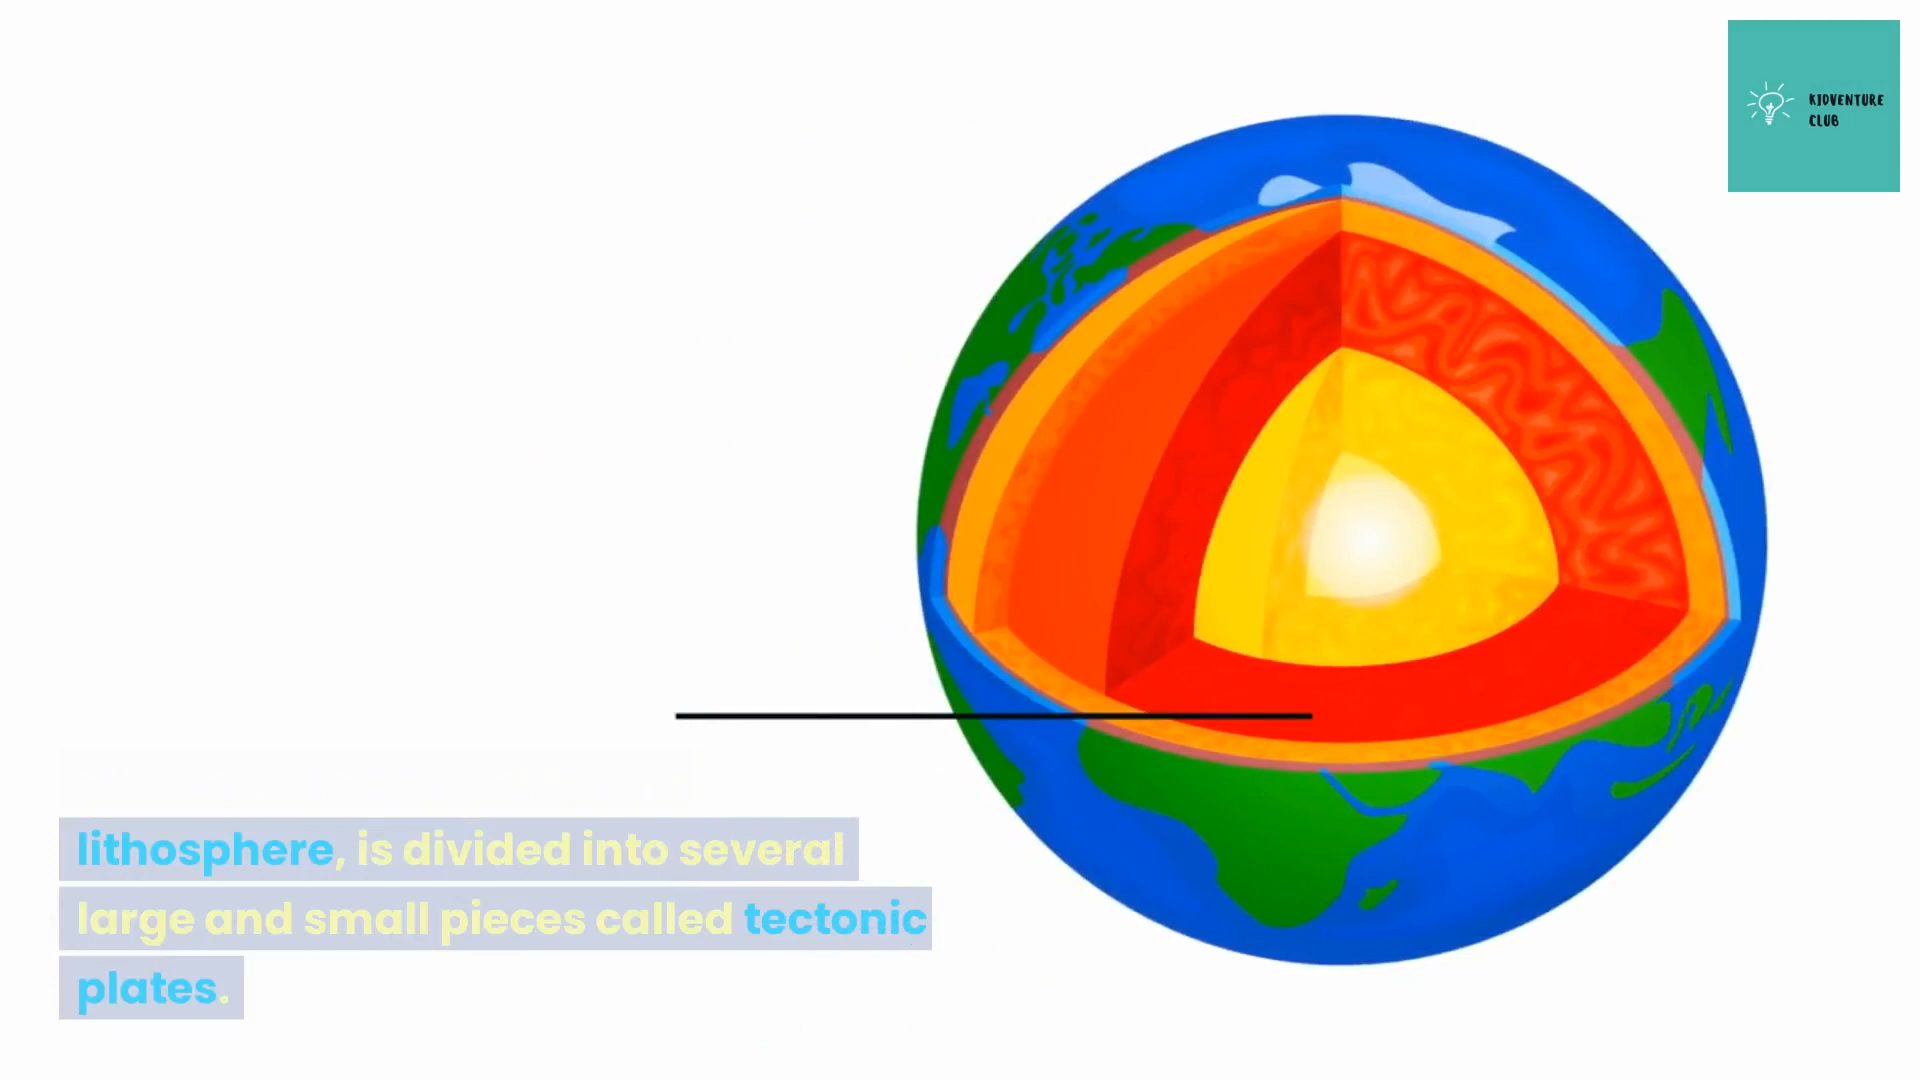 KIDVENTURE
CLUB
lithosphere, is divided into several
large and small pieces called tectonic
plates.